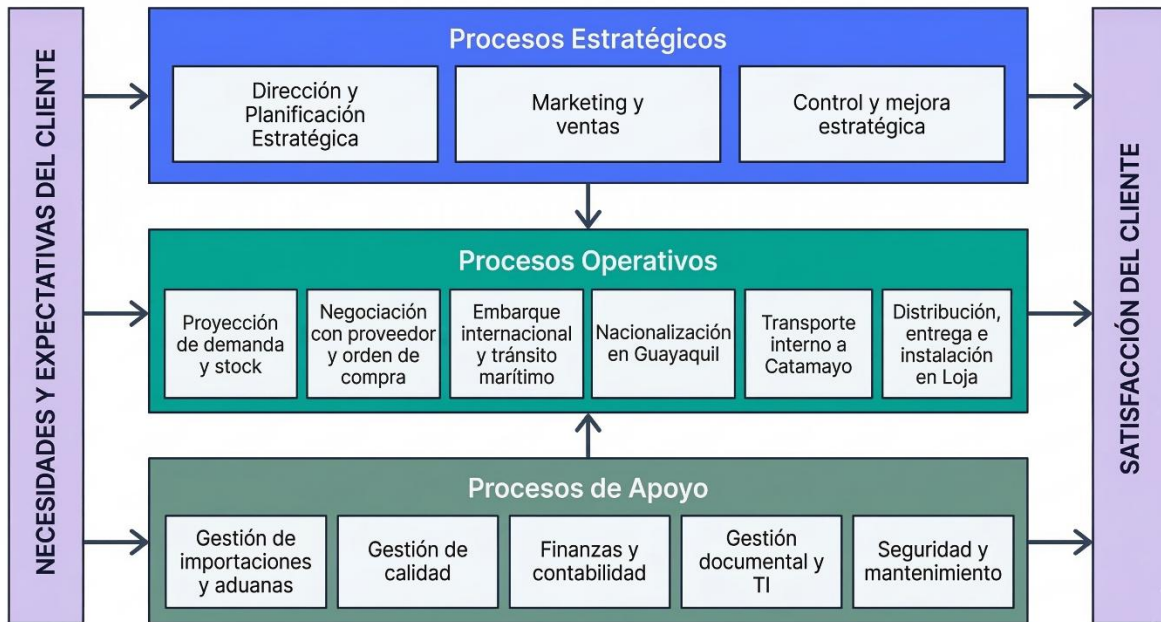 NECESIDADES Y EXPECTATIVAS DEL CLIENTE
Procesos Estratégicos
Dirección y
Planificación
Estratégica
Marketing y
ventas
Control y mejora
estratégica
Procesos Operativos
Proyección
de demanda
y stock
Negociación
con proveedor
y orden de
compra
Embarque
internacional
y tránsito
marítimo
Nacionalización
en Guayaquil
Transporte
interno a
Catamayo
Distribución,
entrega e
instalación
en Loja
Procesos de Apoyo
Gestión de
importaciones
y aduanas
Gestión de
calidad
Finanzas y
contabilidad
Gestión
documental y
TI
Seguridad y
mantenimiento
SATISFACCIÓN DEL CLIENTE